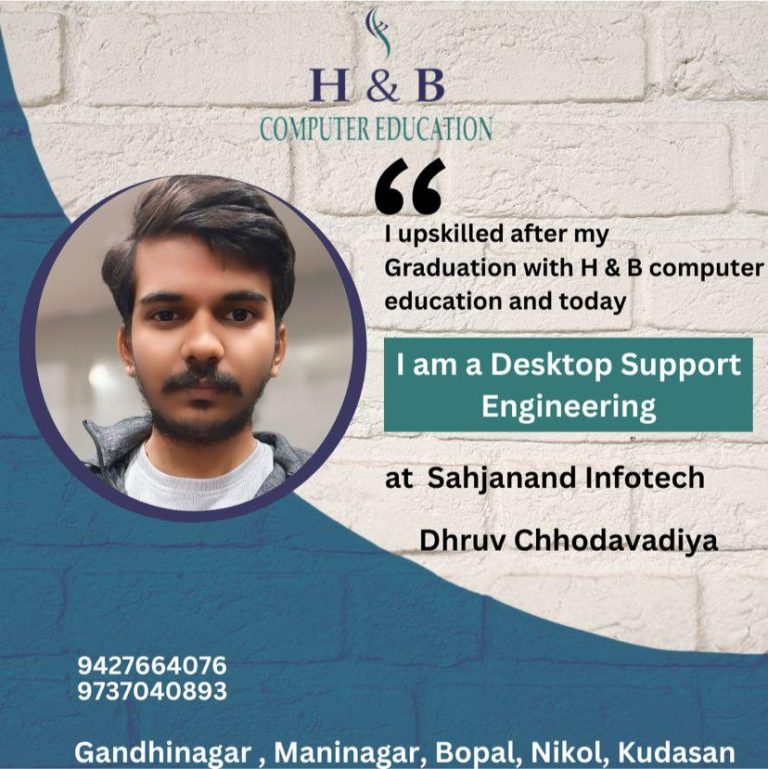 H & B
COMPUTER EDUCATION
I upskilled after my
Graduation with H & B computer
education and today
I am a Desktop Support
Engineering
at Sahjanand Infotech
Dhruv Chhodavadiya
9427664076
9737040893
Gandhinagar , Maninagar, Bopal, Nikol, Kudasan